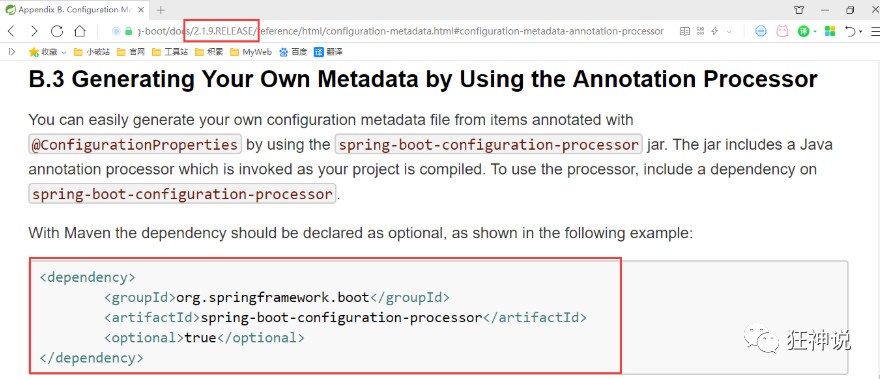 Appendix B. Configuration M
g-boot/docs/2.1.9.RELEASE/reference/html/configuration-metadata.html#configuration-metadata-annotation-processor
收藏 小破站 官网 工具站 积累 MyWeb 百度 译 翻译
B.3 Generating Your Own Metadata by Using the Annotation Processor
You can easily generate your own configuration metadata file from items annotated with
@ConfigurationProperties by using the spring-boot-configuration-processor jar. The jar includes a Java
annotation processor which is invoked as your project is compiled. To use the processor, include a dependency on
spring-boot-configuration-processor.
With Maven the dependency should be declared as optional, as shown in the following example:
<dependency>
<groupId>org.springframework.boot</groupId>
<artifactId>spring-boot-configuration-processor</artifactId>
<optional>true</optional>
</dependency>
狂神说